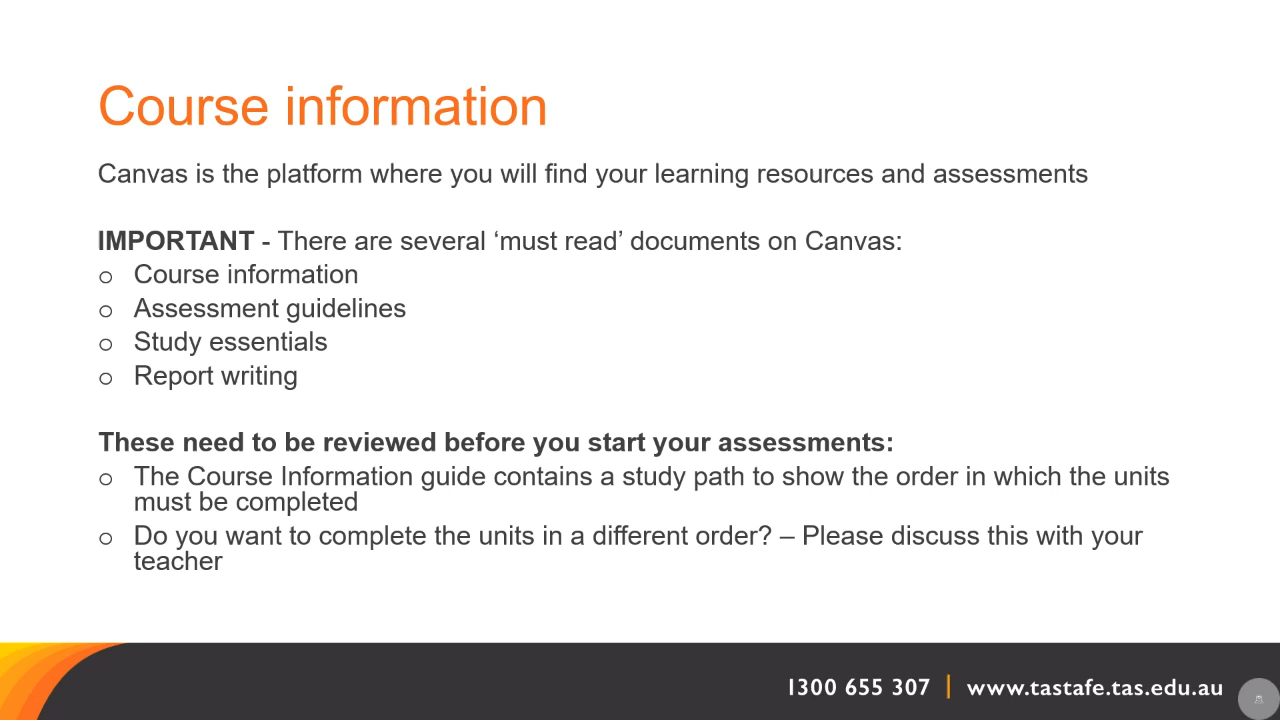 Course information
Canvas is the platform where you will find your learning resources and assessments
IMPORTANT - There are several ‘must read’ documents on Canvas:
o Course information
o Assessment guidelines
o Study essentials
o Report writing
These need to be reviewed before you start your assessments:
o The Course Information guide contains a study path to show the order in which the units
must be completed
o Do you want to complete the units in a different order? – Please discuss this with your
teacher
1300 655 307 | www.tastafe.tas.edu.au